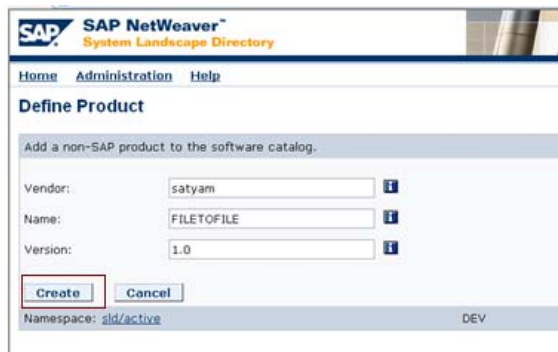 SAP
SAP NetWeaver™
System Landscape Directory
Home Administration Help
Define Product
Add a non-SAP product to the software catalog.
Vendor: satyam
Name: FILETOFILE
Version: 1.0
Create Cancel
Namespace: sld/active DEV